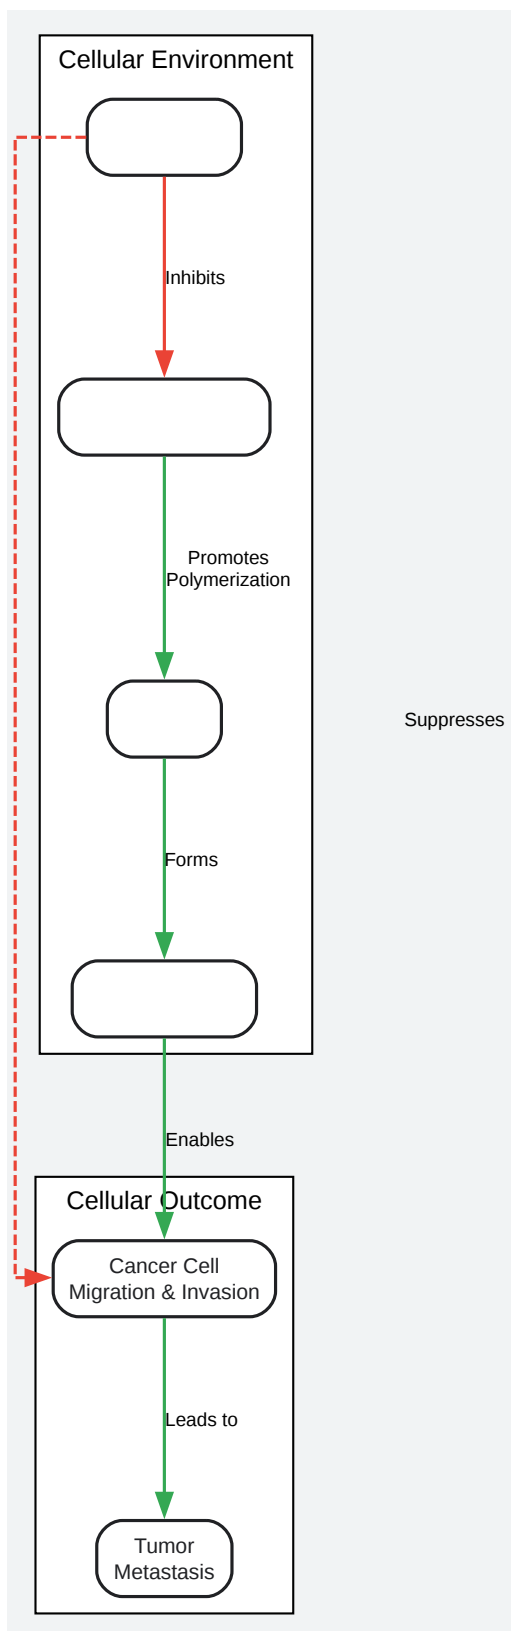 Cellular Environment
Inhibits
Promotes
Polymerization
Suppresses
Forms
Enables
Cellular Outcome
Cancer Cell
Migration & Invasion
Leads to
Tumor
Metastasis